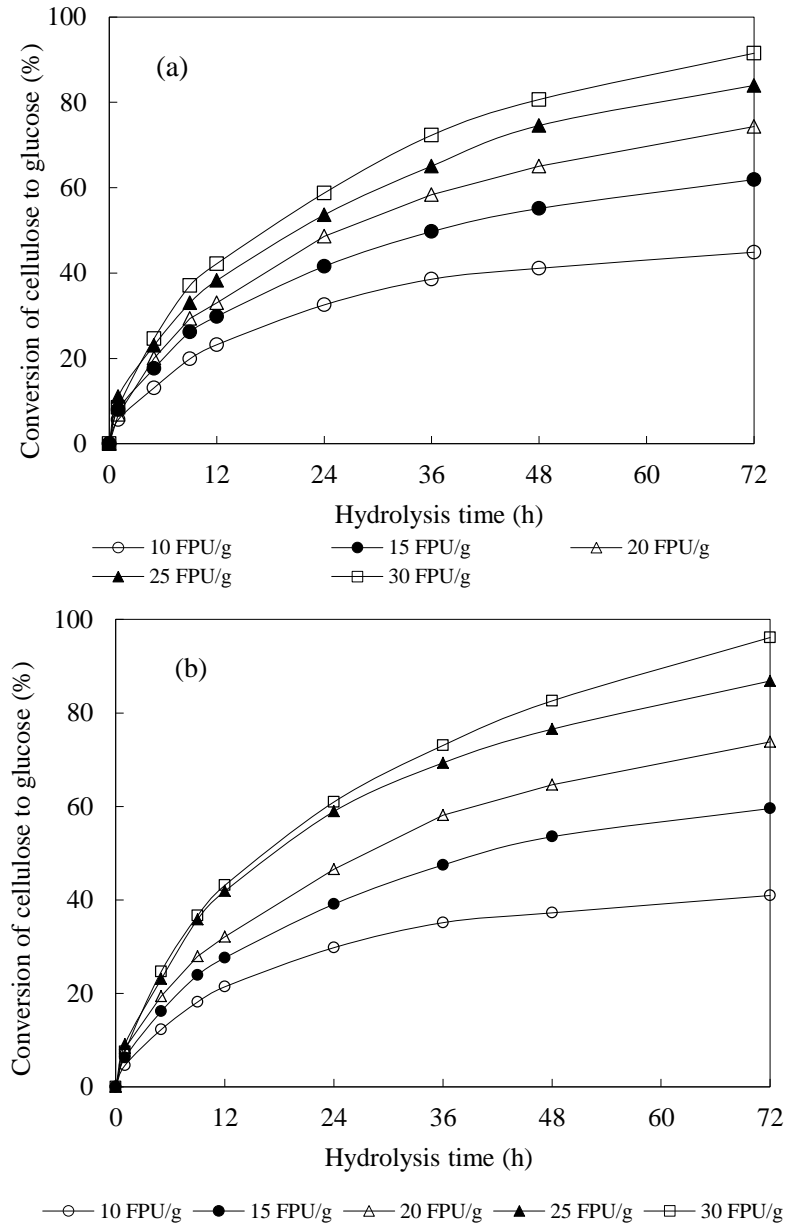 (a)
Conversion of cellulose to glucose (%)
100
80
60
40
20
0
0 12 24 36 48 60 72
Hydrolysis time (h)
10 FPU/g 15 FPU/g 20 FPU/g
25 FPU/g 30 FPU/g
(b)
Conversion of cellulose to glucose (%)
100
80
60
40
20
0
0 12 24 36 48 60 72
Hydrolysis time (h)
10 FPU/g 15 FPU/g 20 FPU/g 25 FPU/g 30 FPU/g